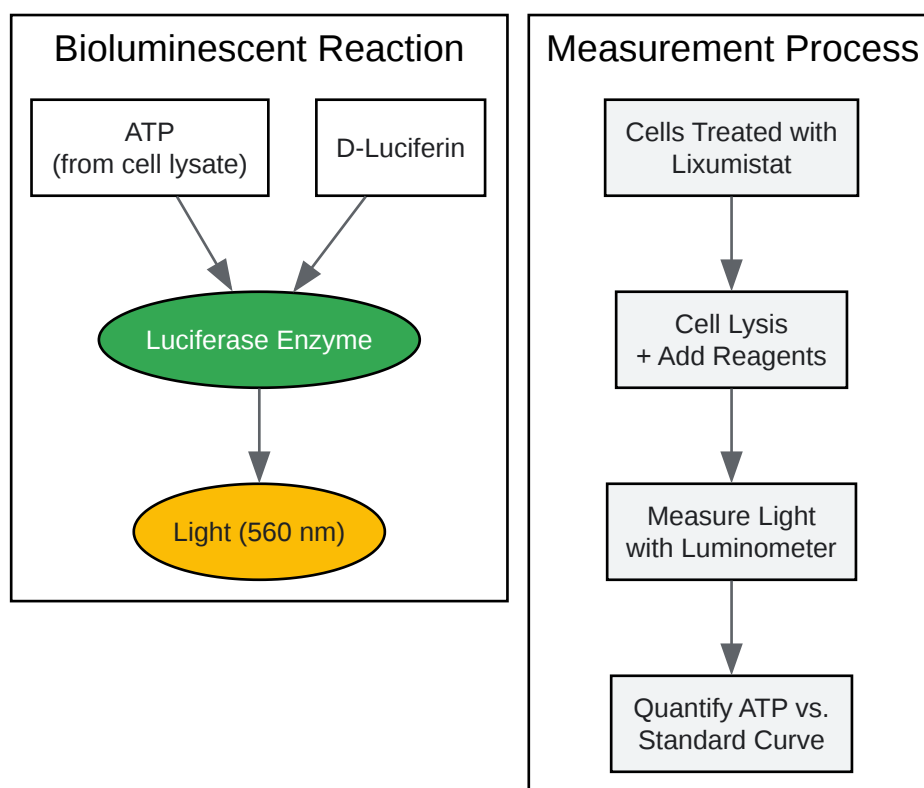 Bioluminescent Reaction
ATP
(from cell lysate)
D-Luciferin
Luciferase Enzyme
Light (560 nm)
Measurement Process
Cells Treated with
Lixumistat
Cell Lysis
+ Add Reagents
Measure Light
with Luminometer
Quantify ATP vs.
Standard Curve